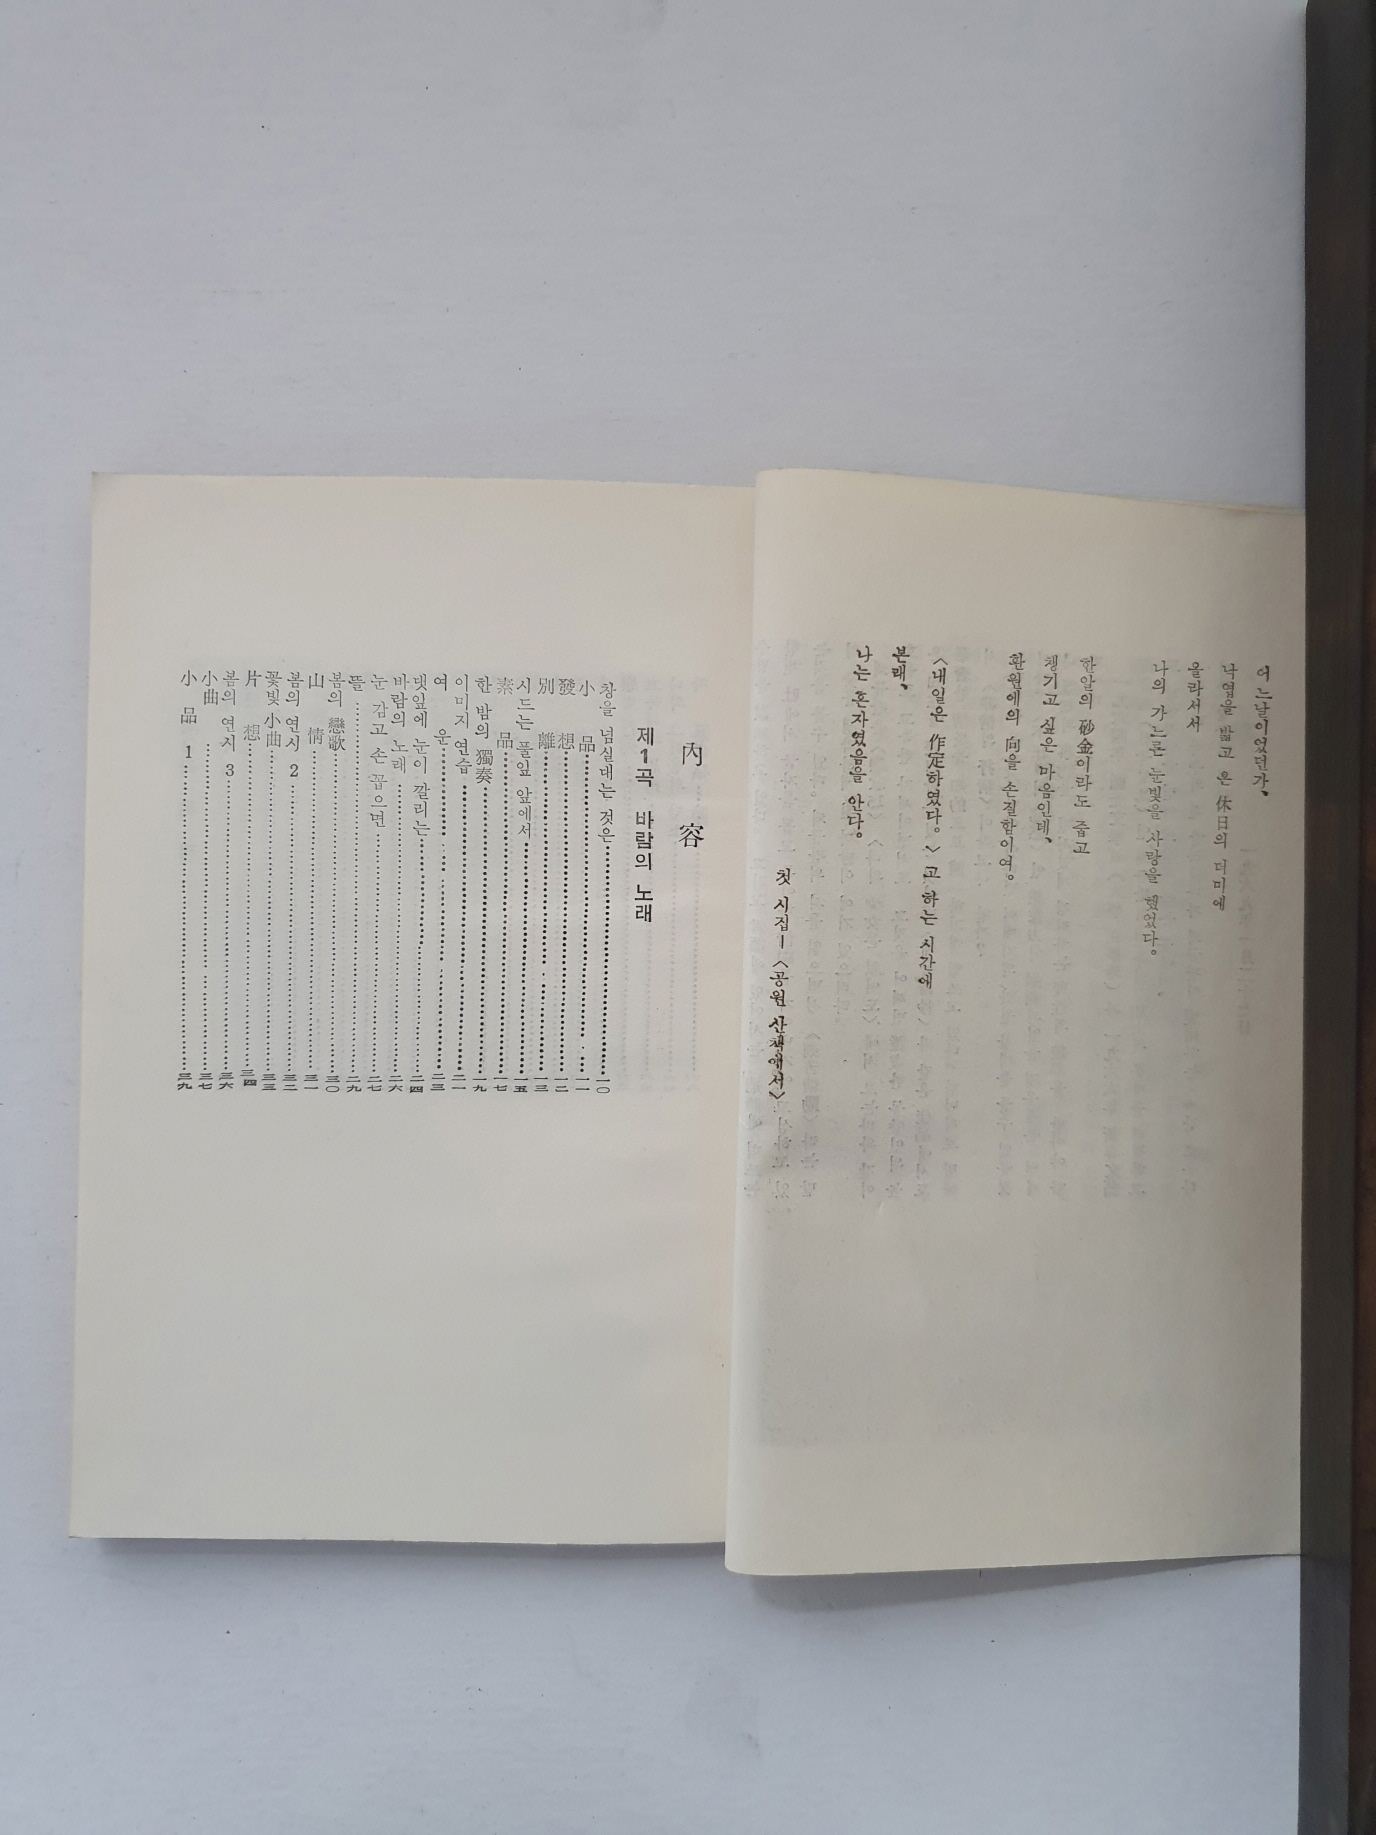 어느날이었던가、
낙엽을 밟고 온 休日의 더미에
올라서서
나의 가느른 눈빛을 사랑을 했었다。
한알의 砂金이라도 줍고
챙기고 싶은 마음인데、
환원에의 向을 손질함이여。
〈내일은 作定하였다。〉고 하는 시간에
본래、
나는 혼자였음을 안다。
첫 시집ㅡ〈공원 산책에서〉
內 容
제1곡 바람의 노래
창을 넘실대는 것은 一〇
小 品 一一
發 想 一二
別 離 一三
시드는 풀잎 앞에서 一五
素 品 一七
한 밤의 獨奏 一九
이미지 연습 二一
여 운 二三
댓잎에 눈이 깔리는 二四
바람의 노래 二六
눈 감고 손 꼽으면 二七
뜰 二九
봄의 戀歌 三〇
山 情 三一
봄의 연시 2 三二
꽃빛 小曲 三三
片 想 三四
봄의 연시 3 三六
小曲 三七
小 品 1 三九